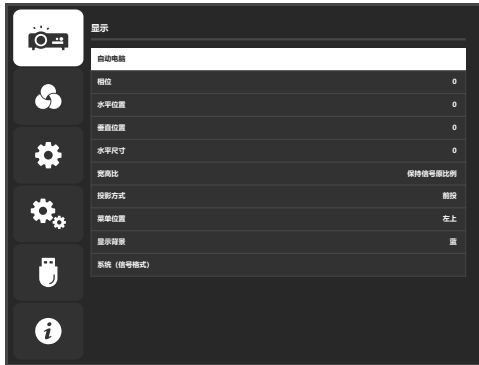 显示
自动电脑
相位 0
水平位置 0
垂直位置 0
水平尺寸 0
宽高比 保持信号原比例
投影方式 前投
菜单位置 左上
显示背景 蓝
系统（信号格式）